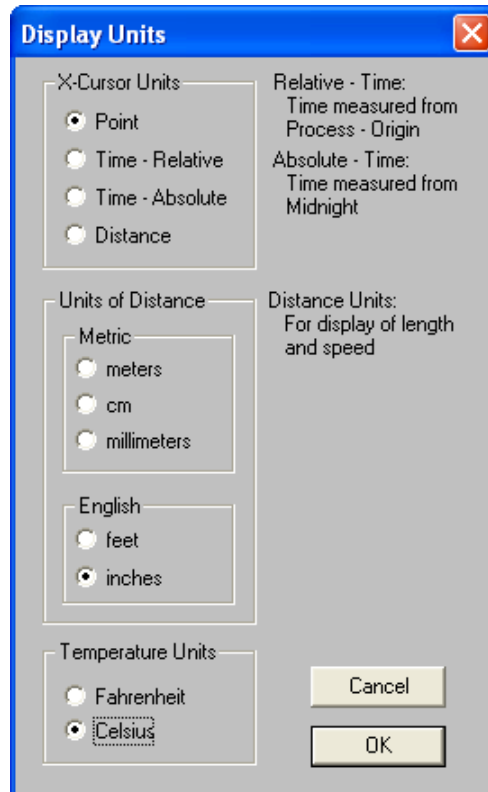 Display Units
X-Cursor Units
Point
Time - Relative
Time - Absolute
Distance
Relative - Time:
Time measured from
Process - Origin
Absolute - Time:
Time measured from
Midnight
Units of Distance
Metric
meters
cm
millimeters
English
feet
inches
Distance Units:
For display of length
and speed
Temperature Units
Fahrenheit
Celsius
Cancel
OK